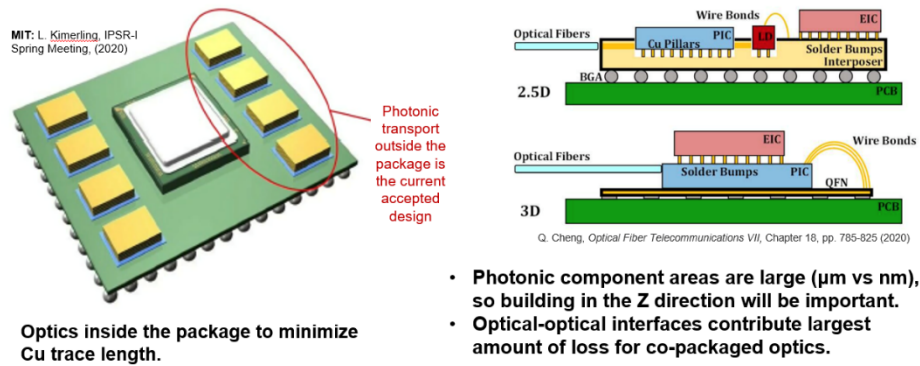 MIT: L. Kimerling, IPSR-I
Spring Meeting, (2020)
Photonic
transport
outside the
package is
the current
accepted
design
Optics inside the package to minimize
Cu trace length.
Wire Bonds
EIC
Optical Fibers
PIC
LD
Cu Pillars
Solder Bumps
Interposer
BGA
2.5D
PCB
EIC
Wire Bonds
Optical Fibers
Solder Bumps
PIC
QFN
3D
PCB
Q. Cheng, Optical Fiber Telecommunications VII, Chapter 18, pp. 785-825 (2020)
• Photonic component areas are large (µm vs nm),
so building in the Z direction will be important.
• Optical-optical interfaces contribute largest
amount of loss for co-packaged optics.